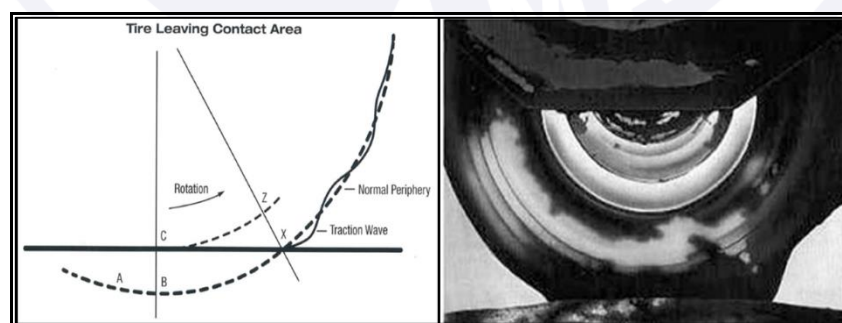 Tire Leaving Contact Area
Rotation
Z
Normal Periphery
C
X
Traction Wave
A
B